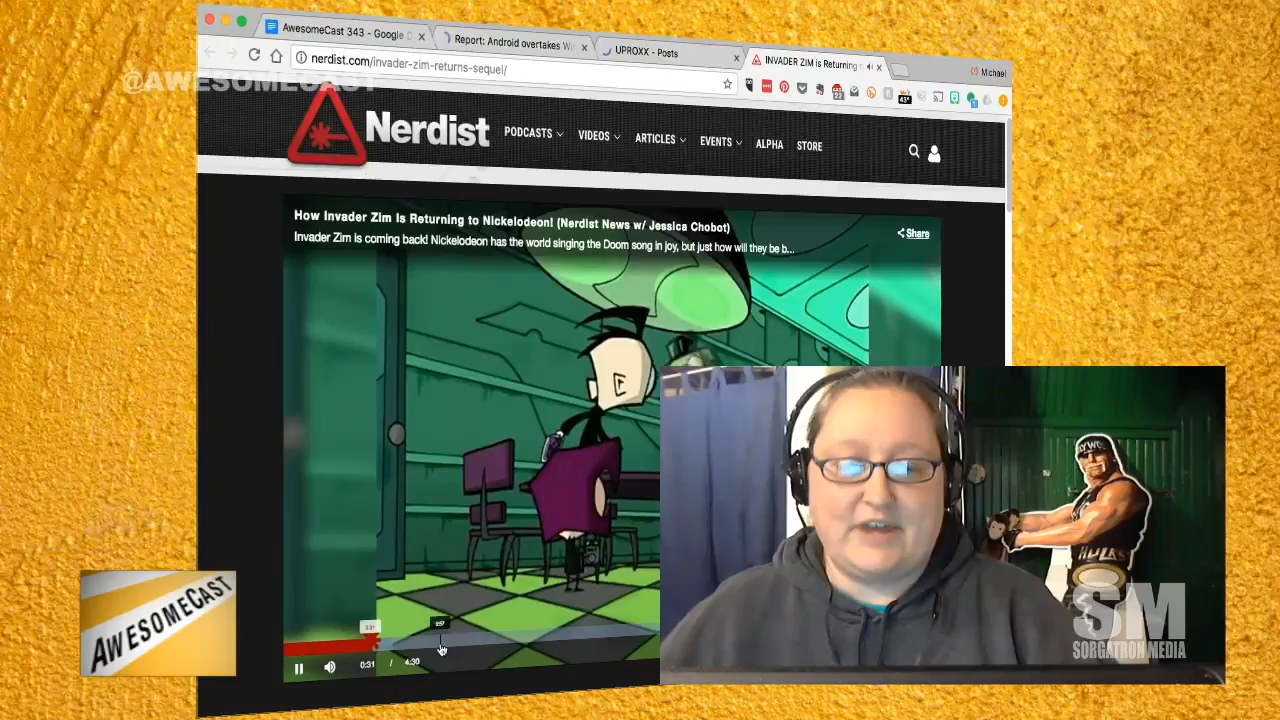 AwesomeCast 343 - Google D
Report: Android overtakes Wi
UPROXX - Posts
INVADER ZIM is Returning
Michael
nerdist.com/invader-zim-returns-sequel/
@AWESOMECAST
Nerdist
PODCASTS
VIDEOS
ARTICLES
EVENTS
ALPHA
STORE
How Invader Zim Is Returning to Nickelodeon! (Nerdist News w/ Jessica Chobot)
Share
Invader Zim is coming back! Nickelodeon has the world singing the Doom song in joy, but just how will they be b...
0:31 / 4:30
AWESOMECAST
HULK
SM
SORGATRON MEDIA